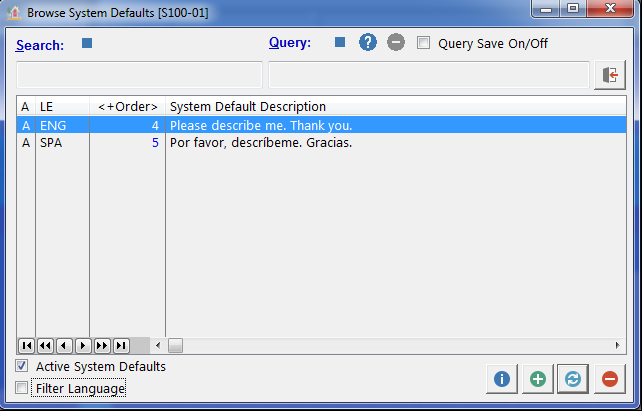 Browse System Defaults [S100-01]
Search:
Query:
Query Save On/Off
A LE <+Order> System Default Description
A ENG 4 Please describe me. Thank you.
A SPA 5 Por favor, descríbeme. Gracias.
Active System Defaults
Filter Language